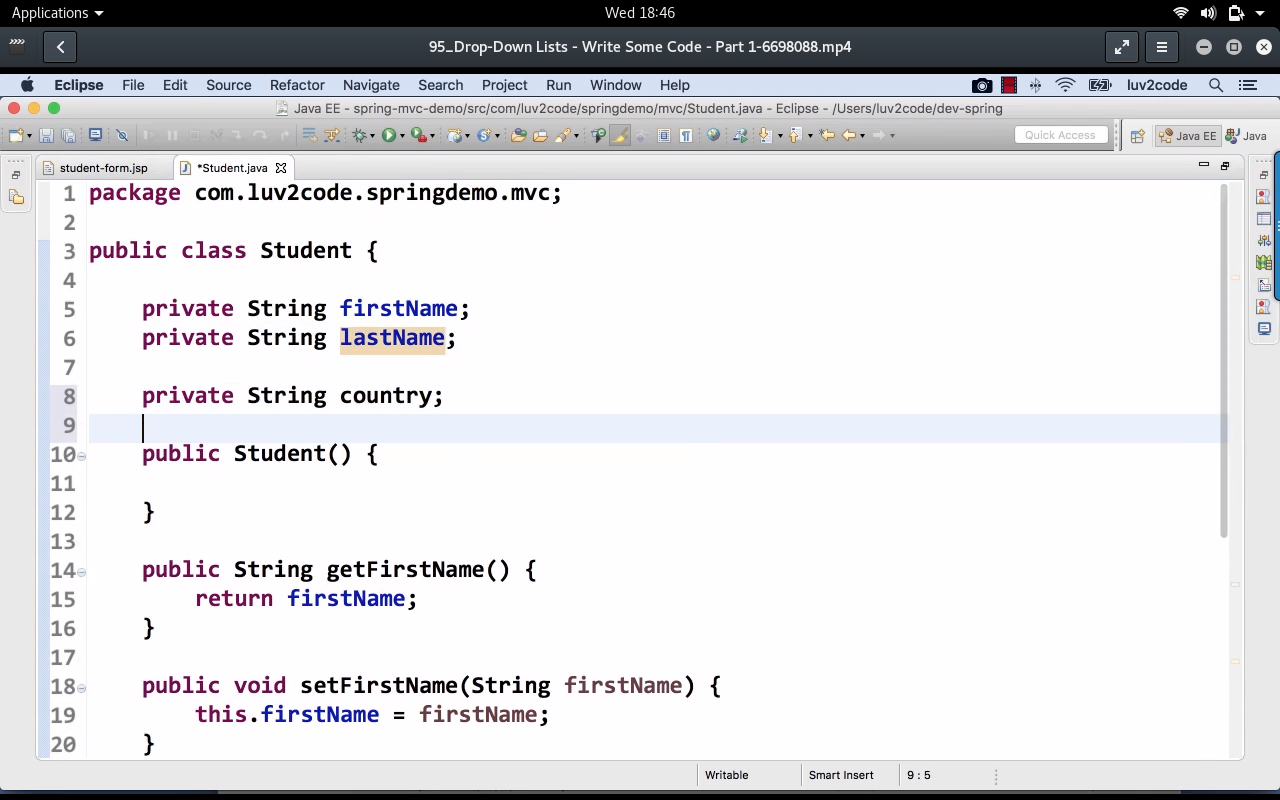 Applications
Wed 18:46
95_Drop-Down Lists - Write Some Code - Part 1-6698088.mp4
Eclipse File Edit Source Refactor Navigate Search Project Run Window Help luv2code
Java EE - spring-mvc-demo/src/com/luv2code/springdemo/mvc/Student.java - Eclipse - /Users/luv2code/dev-spring
Quick Access Java EE Java
student-form.jsp *Student.java
1 package com.luv2code.springdemo.mvc;
2
3 public class Student {
4
5 private String firstName;
6 private String lastName;
7
8 private String country;
9
10 public Student() {
11
12 }
13
14 public String getFirstName() {
15 return firstName;
16 }
17
18 public void setFirstName(String firstName) {
19 this.firstName = firstName;
20 }
Writable Smart Insert 9 : 5